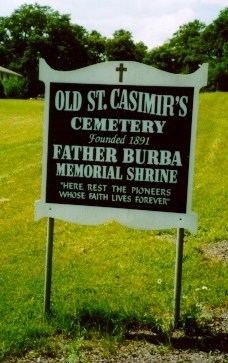 OLD ST. CASIMIR'S
CEMETERY
Founded 1891
FATHER BURBA
MEMORIAL SHRINE
"HERE REST THE PIONEERS
WHOSE FAITH LIVES FOREVER"